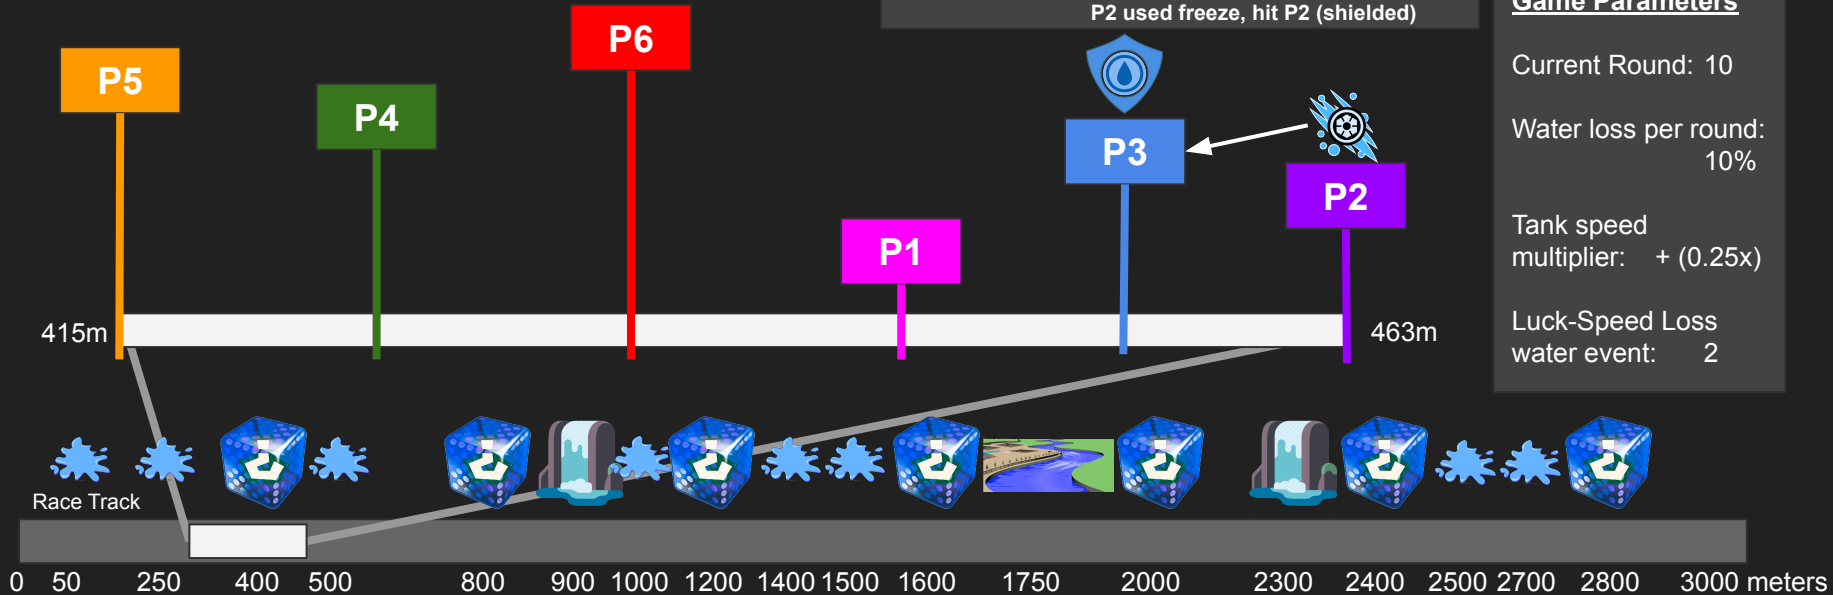 P2 used freeze, hit P2 (shielded)
Game Parameters
Current Round: 10
Water loss per round:
10%
Tank speed
multiplier: + (0.25x)
Luck-Speed Loss
water event: 2
P6
P5
P4
P3
P2
P1
415m
463m
Race Track
0 50 250 400 500 800 900 1000 1200 1400 1500 1600 1750 2000 2300 2400 2500 2700 2800 3000 meters